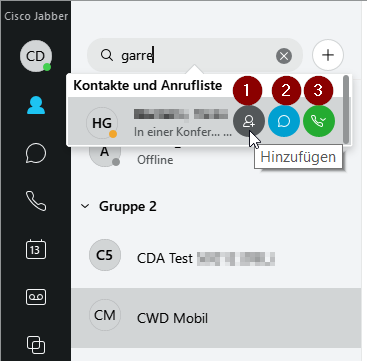 Cisco Jabber
CD
garre
Kontakte und Anrufliste
1
2
3
HG
In einer Konfer... ...
Hinzufügen
A
Offline
Gruppe 2
C5
CDA Test
CM
CWD Mobil
13